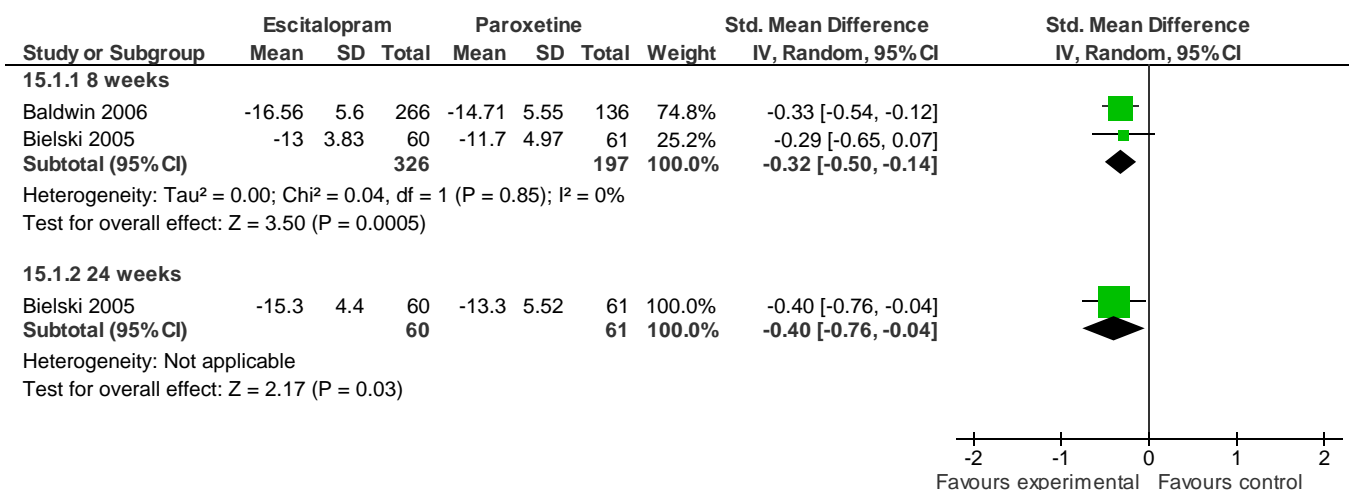 Escitalopram Paroxetine Std. Mean Difference Std. Mean Difference
Study or Subgroup Mean SD Total Mean SD Total Weight IV, Random, 95% CI IV, Random, 95% CI
15.1.1 8 weeks
Baldwin 2006 -16.56 5.6 266 -14.71 5.55 136 74.8% -0.33 [-0.54, -0.12]
Bielski 2005 -13 3.83 60 -11.7 4.97 61 25.2% -0.29 [-0.65, 0.07]
Subtotal (95% CI) 326 197 100.0% -0.32 [-0.50, -0.14]
Heterogeneity: Tau² = 0.00; Chi² = 0.04, df = 1 (P = 0.85); I² = 0%
Test for overall effect: Z = 3.50 (P = 0.0005)
15.1.2 24 weeks
Bielski 2005 -15.3 4.4 60 -13.3 5.52 61 100.0% -0.40 [-0.76, -0.04]
Subtotal (95% CI) 60 61 100.0% -0.40 [-0.76, -0.04]
Heterogeneity: Not applicable
Test for overall effect: Z = 2.17 (P = 0.03)
-2 -1 0 1 2
Favours experimental Favours control